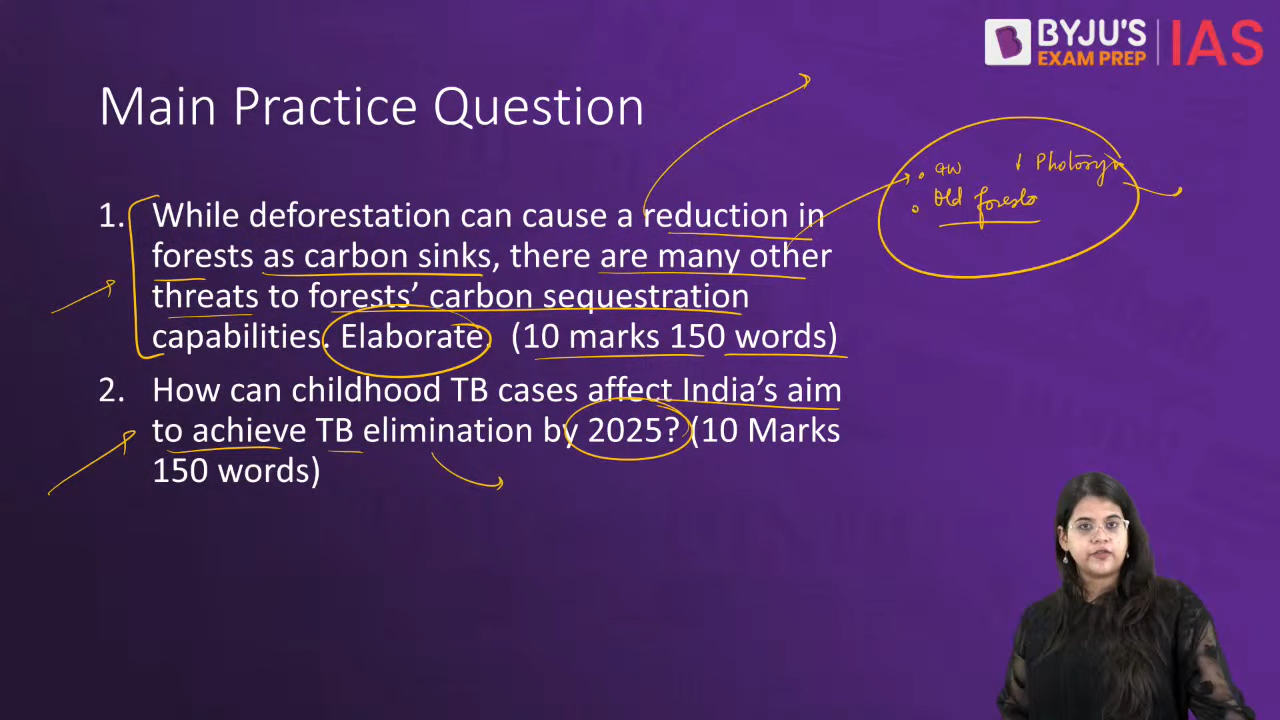 BYJU'S
EXAM PREP
IAS
Main Practice Question
GW ↓ Photosyn
Old forests
1. While deforestation can cause a reduction in
forests as carbon sinks, there are many other
threats to forests’ carbon sequestration
capabilities. Elaborate. (10 marks 150 words)
2. How can childhood TB cases affect India’s aim
to achieve TB elimination by 2025? (10 Marks
150 words)